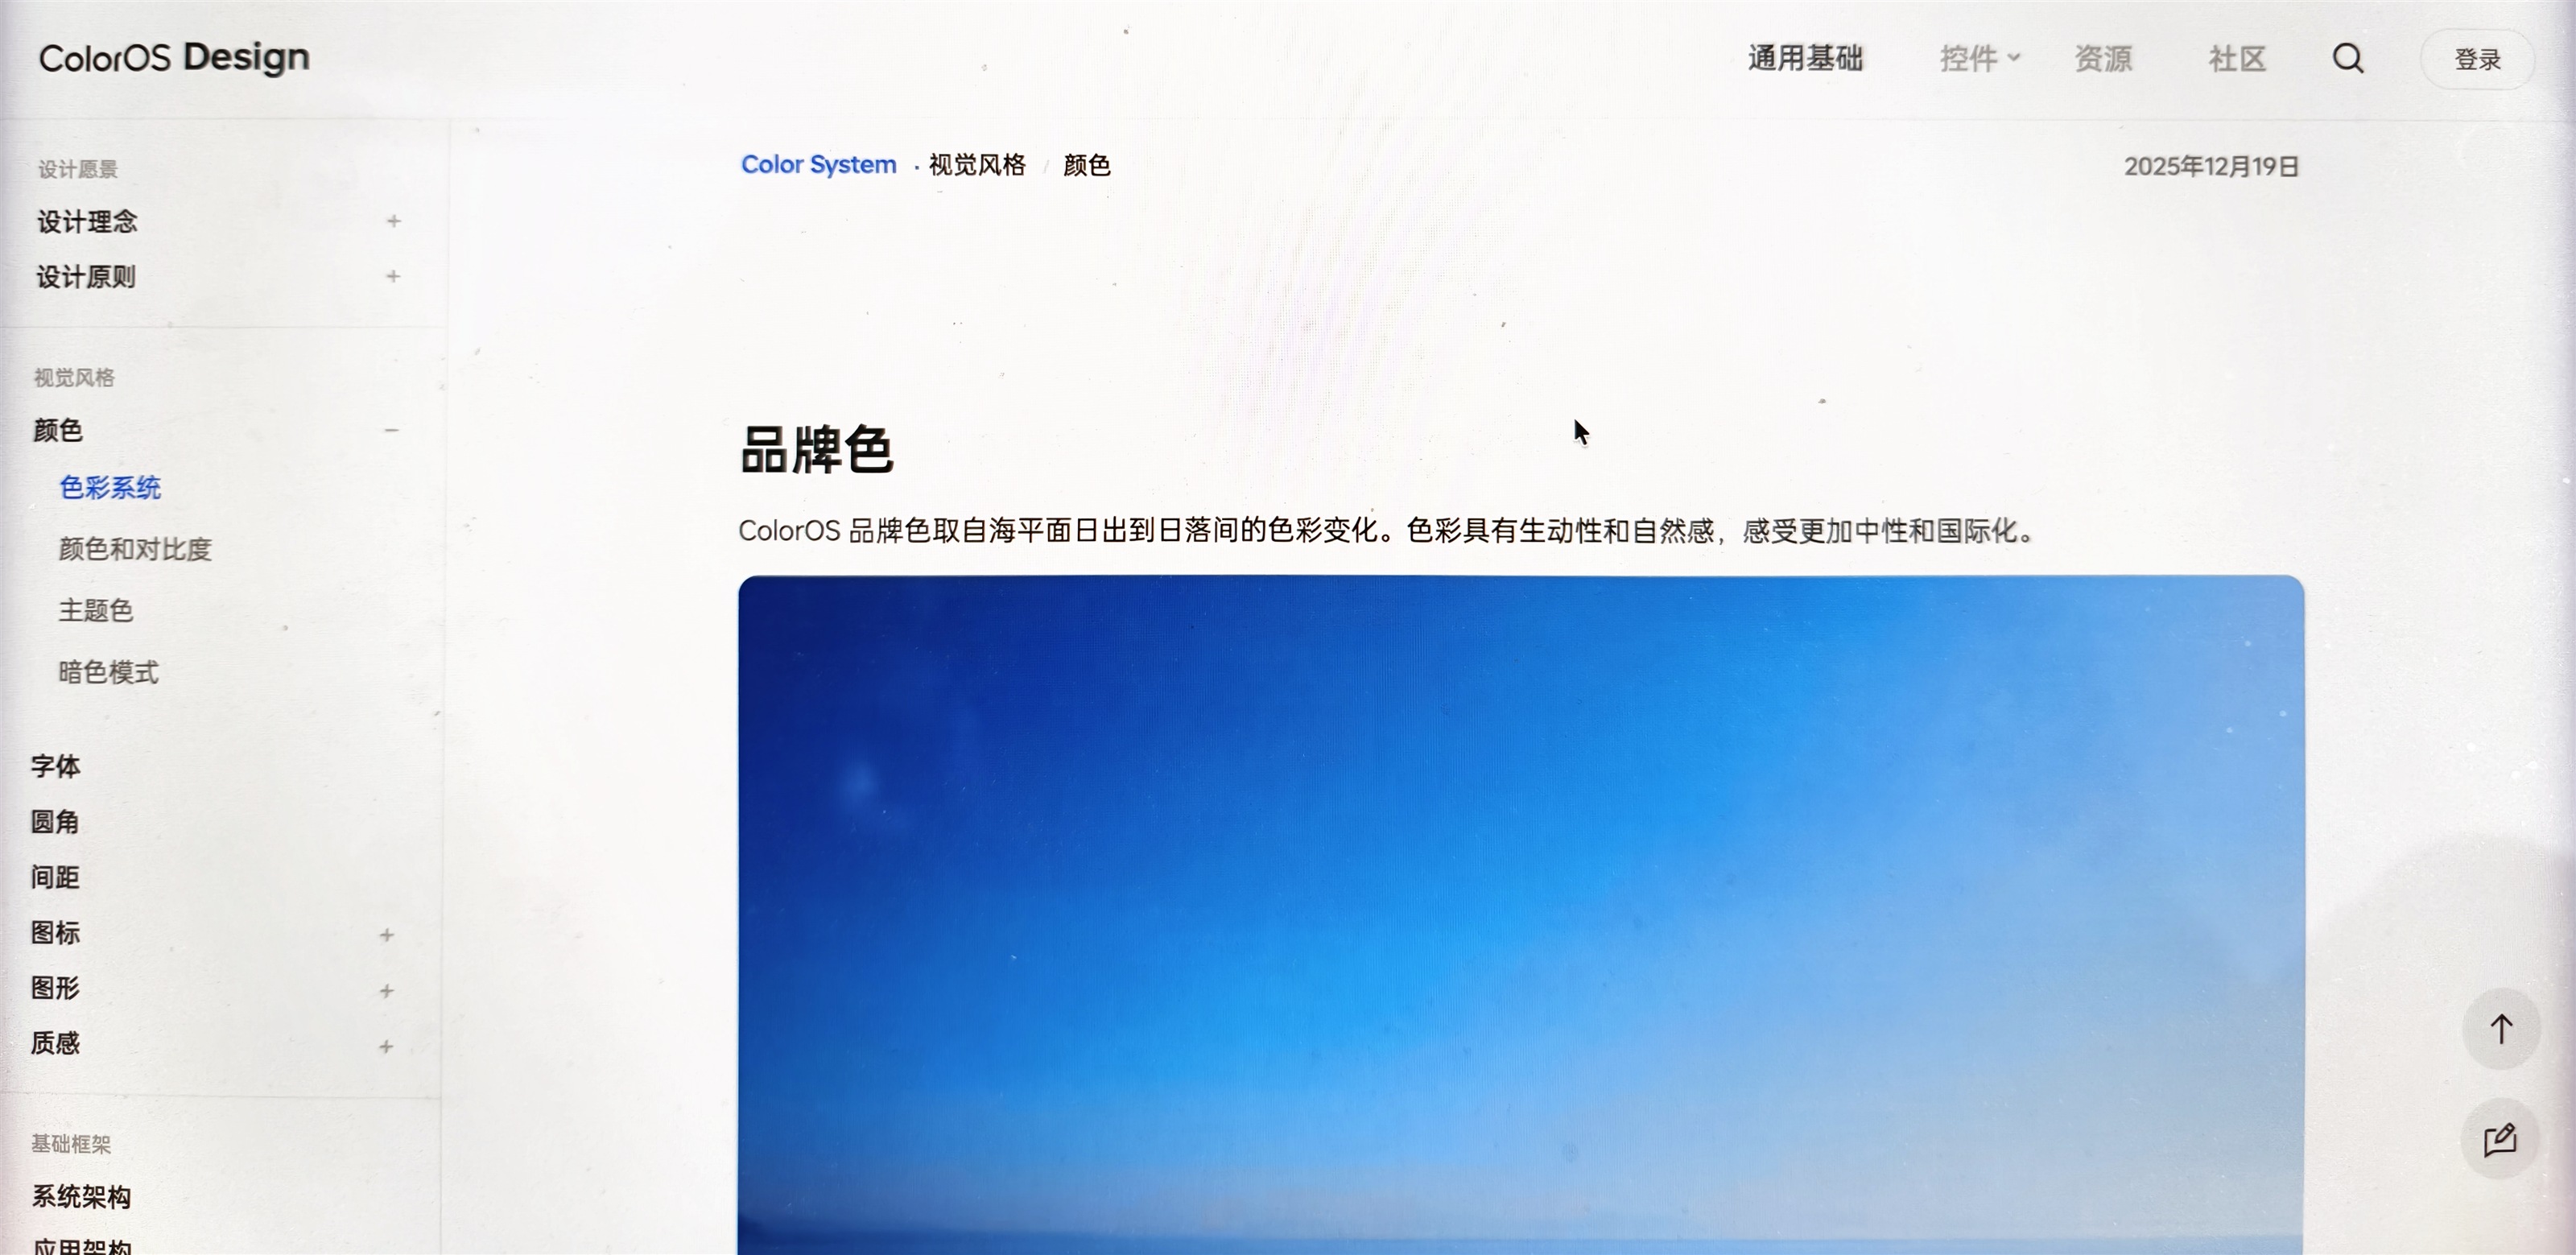 ColorOS Design
通用基础 控件 资源 社区 登录
设计愿景
设计理念
设计原则
视觉风格
颜色
色彩系统
颜色和对比度
主题色
暗色模式
字体
圆角
间距
图标
图形
质感
基础框架
系统架构
应用架构
Color System · 视觉风格 / 颜色
2025年12月19日
品牌色
ColorOS 品牌色取自海平面日出到日落间的色彩变化。色彩具有生动性和自然感，感受更加中性和国际化。